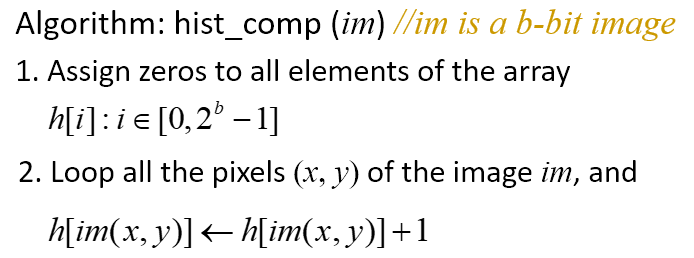 Algorithm: hist_comp (im) //im is a b-bit image
1. Assign zeros to all elements of the array
h[i]: i ∈ [0, 2^b − 1]
2. Loop all the pixels (x, y) of the image im, and
h[im(x, y)] ← h[im(x, y)] + 1